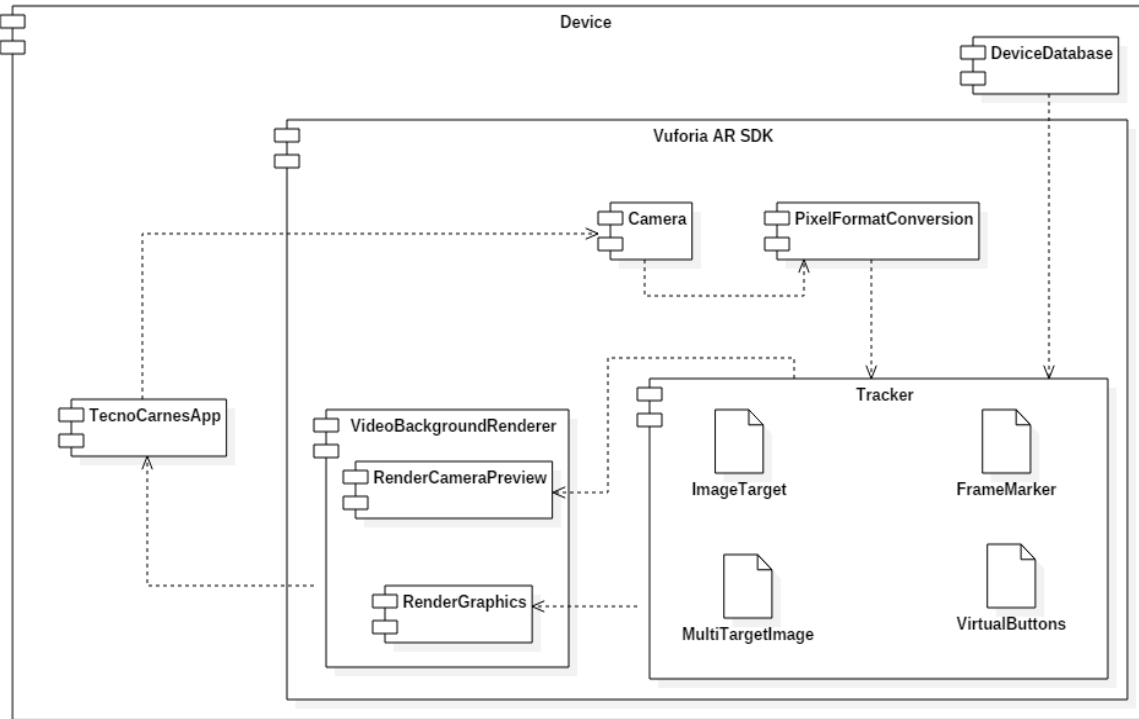 Device
DeviceDatabase
Vuforia AR SDK
Camera
PixelFormatConversion
TecnoCarnesApp
VideoBackgroundRenderer
RenderCameraPreview
RenderGraphics
Tracker
ImageTarget
FrameMarker
MultiTargetImage
VirtualButtons